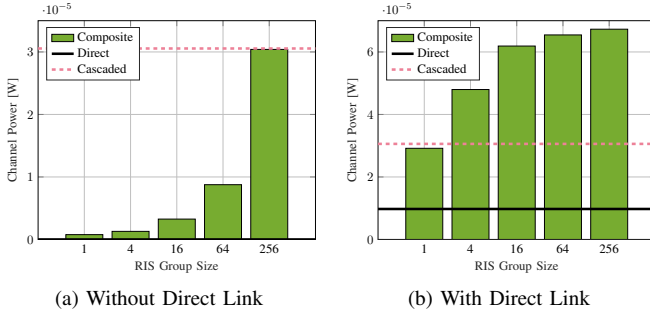 ·10⁻⁵
Composite
Direct
Cascaded
3
2
1
0
Channel Power [W]
1 4 16 64 256
RIS Group Size
(a) Without Direct Link
·10⁻⁵
Composite
Direct
Cascaded
6
4
2
0
Channel Power [W]
1 4 16 64 256
RIS Group Size
(b) With Direct Link